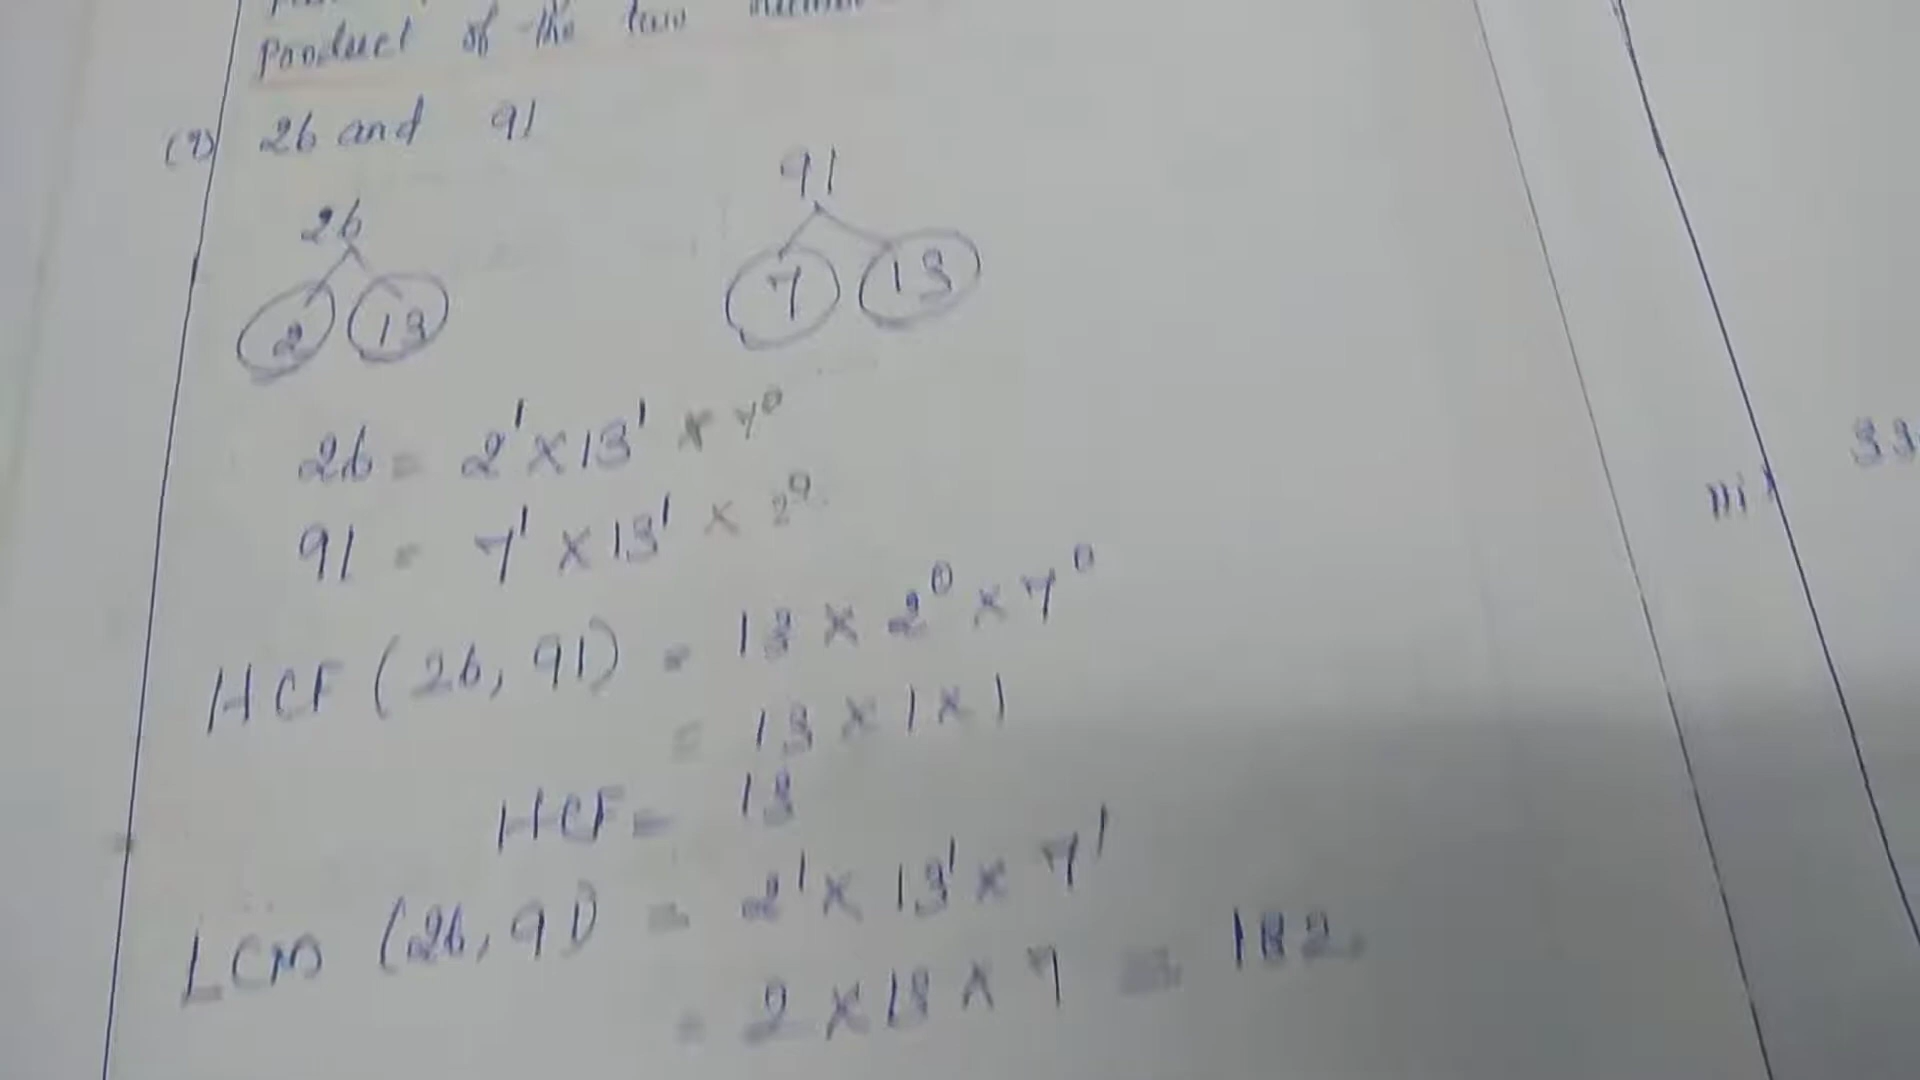 Product of the two
(i) 26 and 91
26 91
2 13 7 13
26 = 2¹ × 13¹ × 7⁰
91 = 7¹ × 13¹ × 2⁰
HCF (26, 91) = 13 × 2⁰ × 7⁰
= 13 × 1 × 1
HCF = 13
LCM (26, 91) = 2¹ × 13¹ × 7¹
= 2 × 13 × 7 = 182.
iii)
33